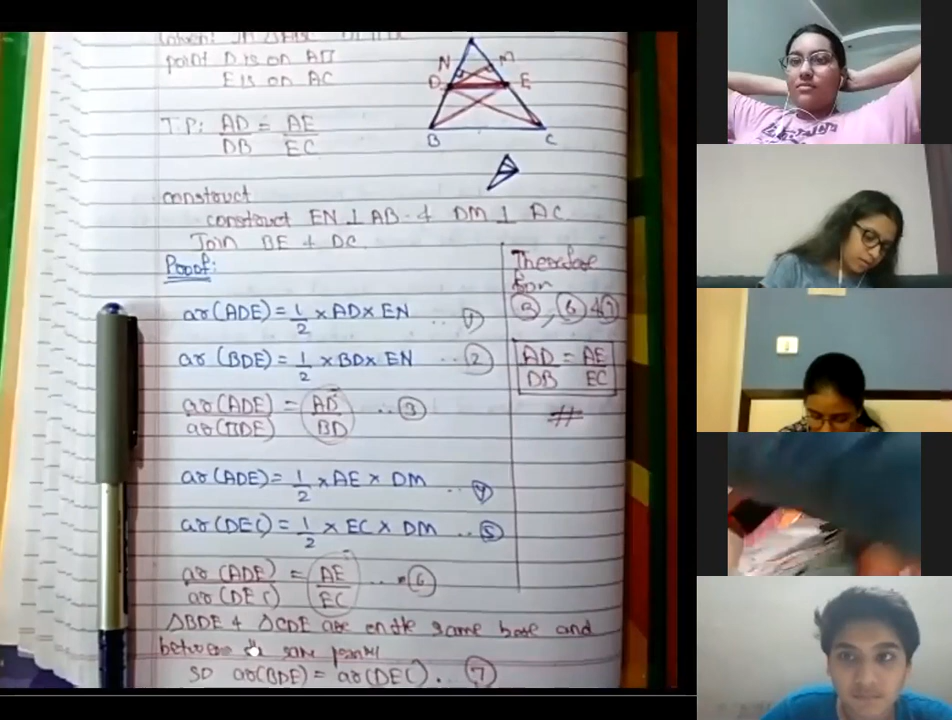 Given: In
point D is on AB
E is on AC
N M
D E
B C
T.P: AD/DB = AE/EC
construct
construct EN ⊥ AB & DM ⊥ AC
Join BE & DC
Proof:
ar(ADE) = 1/2 × AD × EN .. ①
ar(BDE) = 1/2 × BD × EN .. ②
ar(ADE)/ar(BDE) = AD/BD .. ③
ar(ADE) = 1/2 × AE × DM .. ④
ar(DEC) = 1/2 × EC × DM .. ⑤
ar(ADE)/ar(DEC) = AE/EC ... ⑥
ΔBDE & ΔCDE are on the same base and
between same
so ar(BDE) = ar(DEC). ⑦
Therefore
③, ⑥ & ⑦
AD/DB = AE/EC
#